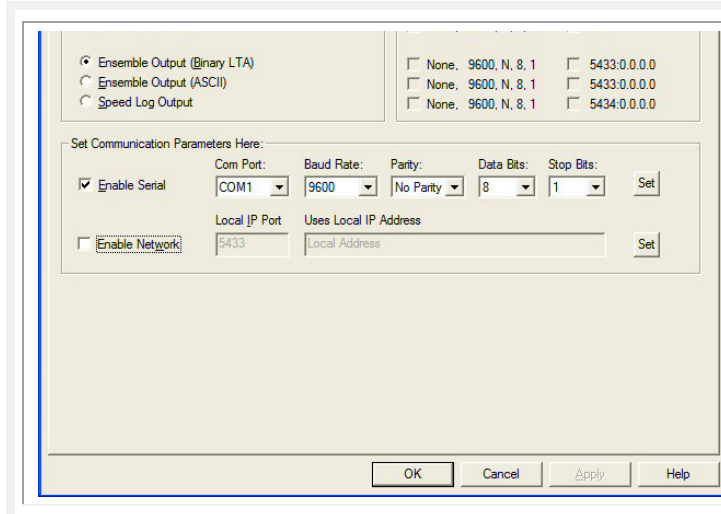 None, 9600, N, 8, 1 5433:0.0.0.0
Ensemble Output (Binary LTA)
Ensemble Output (ASCII)
None, 9600, N, 8, 1 5433:0.0.0.0
Speed Log Output
None, 9600, N, 8, 1 5434:0.0.0.0
Set Communication Parameters Here:
Com Port: Baud Rate: Parity: Data Bits: Stop Bits:
Enable Serial COM1 9600 No Parity 8 1 Set
Local IP Port Uses Local IP Address
Enable Network 5433 Local Address Set
OK Cancel Apply Help